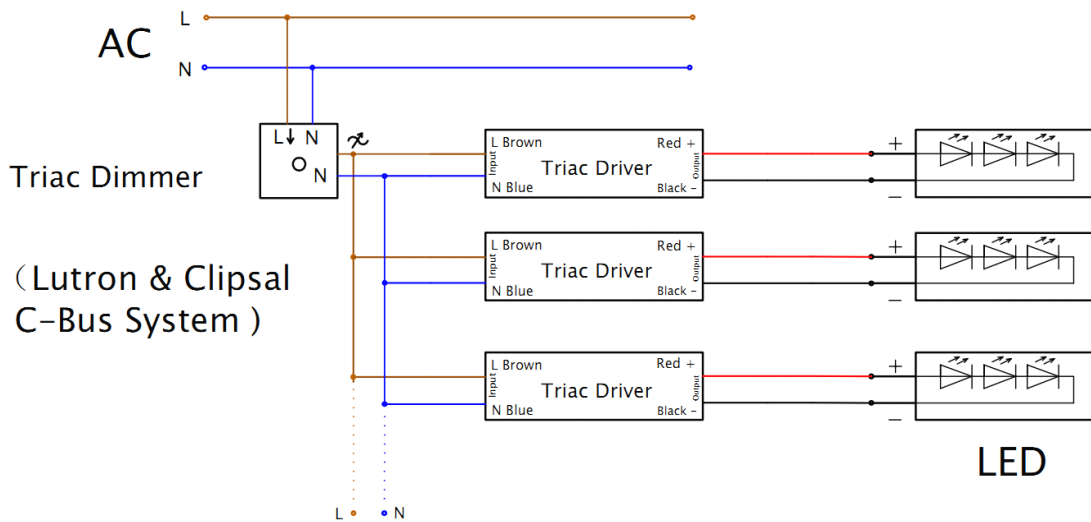 L
AC
N
L N
N
Triac Dimmer
（Lutron & Clipsal
C-Bus System )
L Brown
Input
N Blue
Triac Driver
Red +
Output
Black -
+
-
L Brown
Input
N Blue
Triac Driver
Red +
Output
Black -
+
-
L Brown
Input
N Blue
Triac Driver
Red +
Output
Black -
+
-
LED
L
N